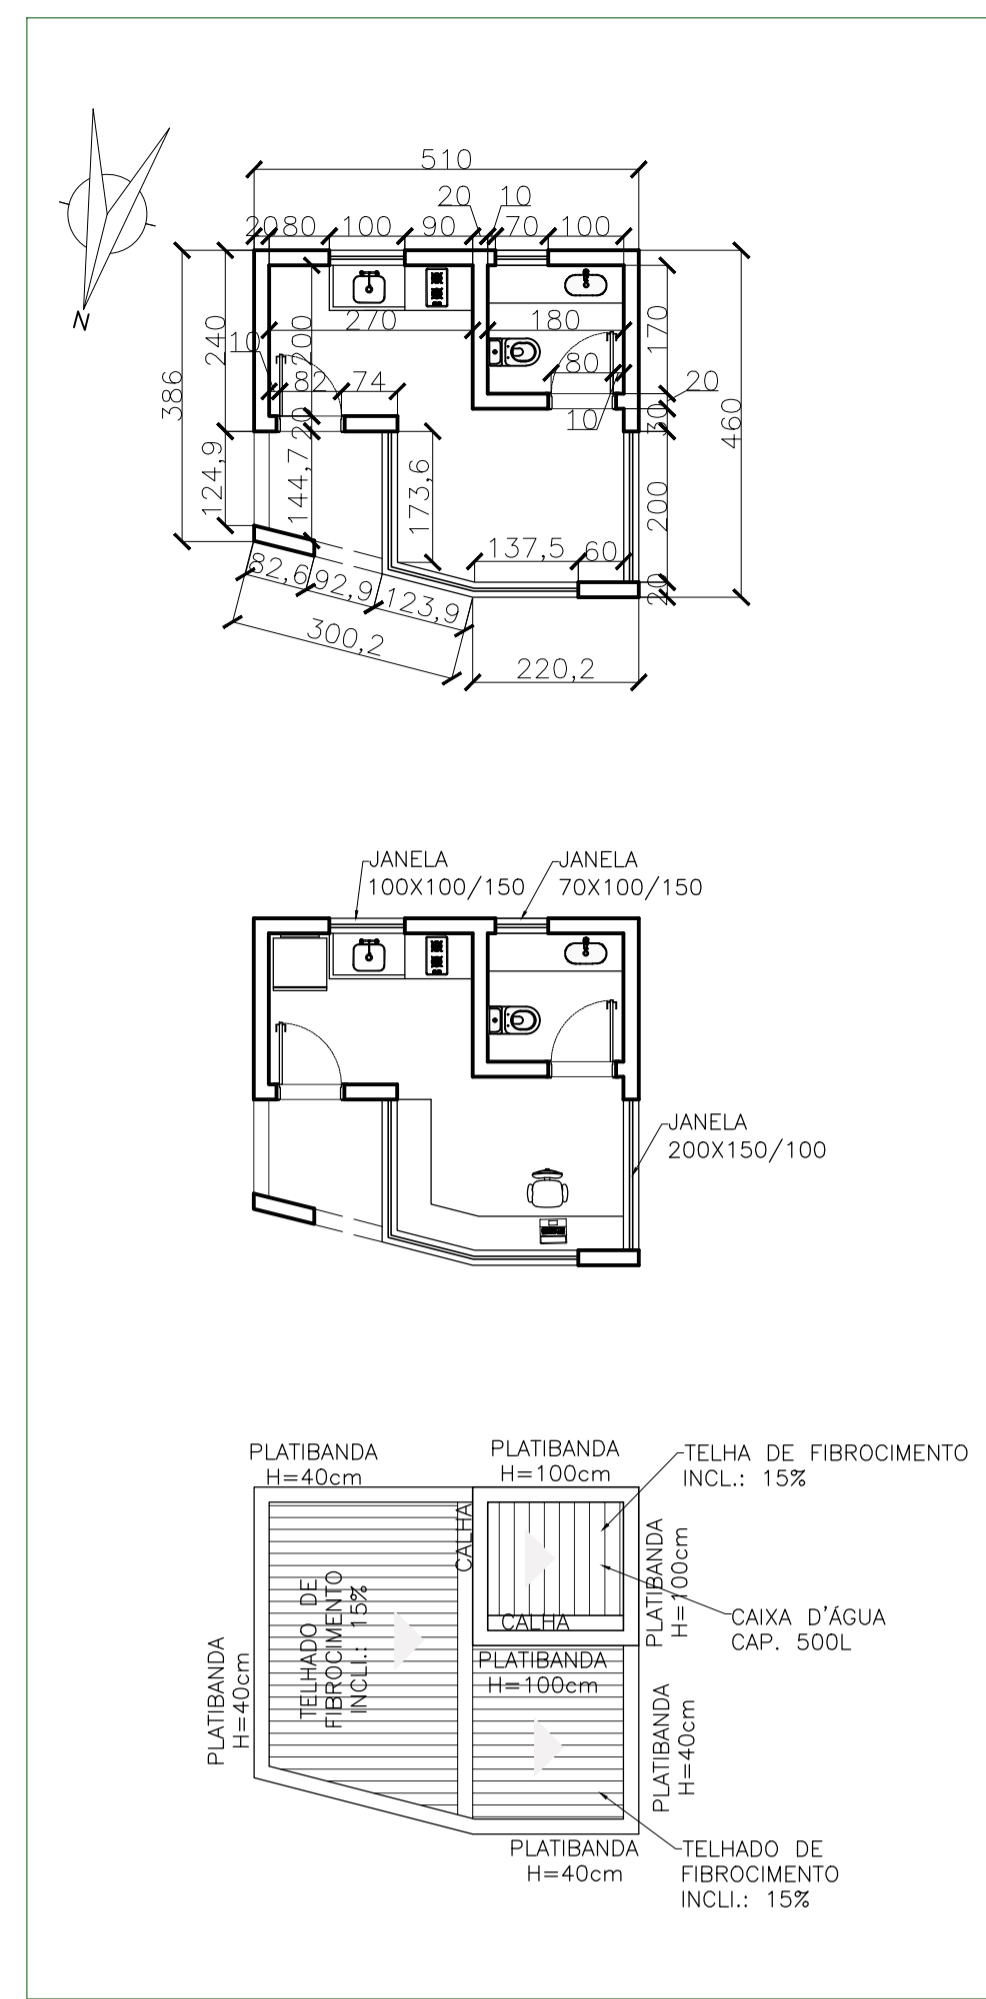 510
20
10
20
80
100
90
70
100
270
180
170
240
200
10
82
74
80
10
20
30
386
460
20
124,9
144,7
173,6
200
137,5
60
20
82,6
92,9
123,9
300,2
220,2
N
JANELA
100X100/150
JANELA
70X100/150
JANELA
200X150/100
PLATIBANDA
H=40cm
PLATIBANDA
H=100cm
TELHA DE FIBROCIMENTO
INCL.: 15%
CALHA
PLATIBANDA
H=100cm
TELHADO DE
FIBROCIMENTO
INCLI.: 15%
CALHA
CAIXA D'ÁGUA
CAP. 500L
PLATIBANDA
H=40cm
PLATIBANDA
H=100cm
PLATIBANDA
H=40cm
PLATIBANDA
H=40cm
TELHADO DE
FIBROCIMENTO
INCLI.: 15%